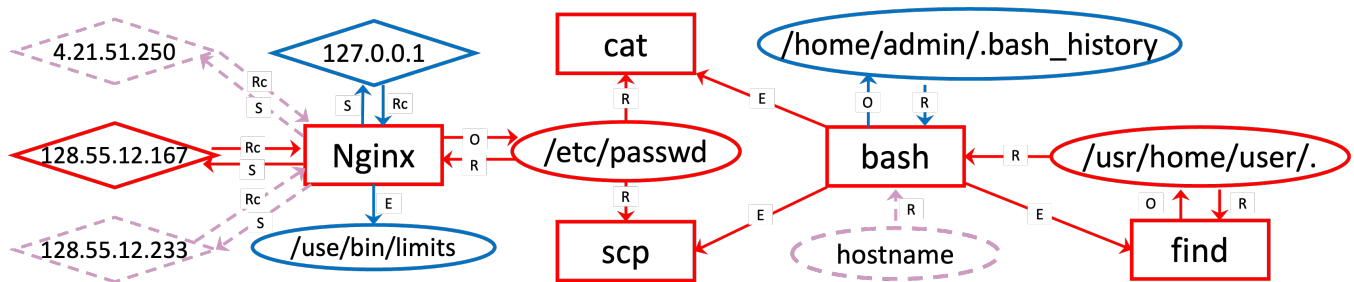 4.21.51.250
Rc
S
127.0.0.1
S
Rc
128.55.12.167
Rc
S
Nginx
O
R
/etc/passwd
R
cat
R
scp
128.55.12.233
Rc
S
E
/use/bin/limits
E
E
/home/admin/.bash_history
O
R
bash
R
hostname
R
/usr/home/user/.
O
R
E
find